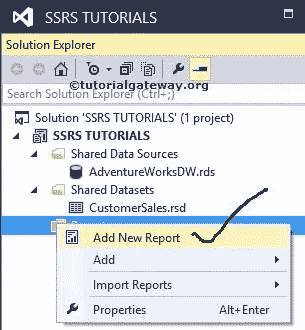 SSRS TUTORIALS
Solution Explorer
©tutorialgateway.org
Search Solution Explorer (Ctrl+;)
Solution 'SSRS TUTORIALS' (1 project)
SSRS TUTORIALS
Shared Data Sources
AdventureWorksDW.rds
Shared Datasets
CustomerSales.rsd
Add New Report
Add
Import Reports
Properties Alt+Enter